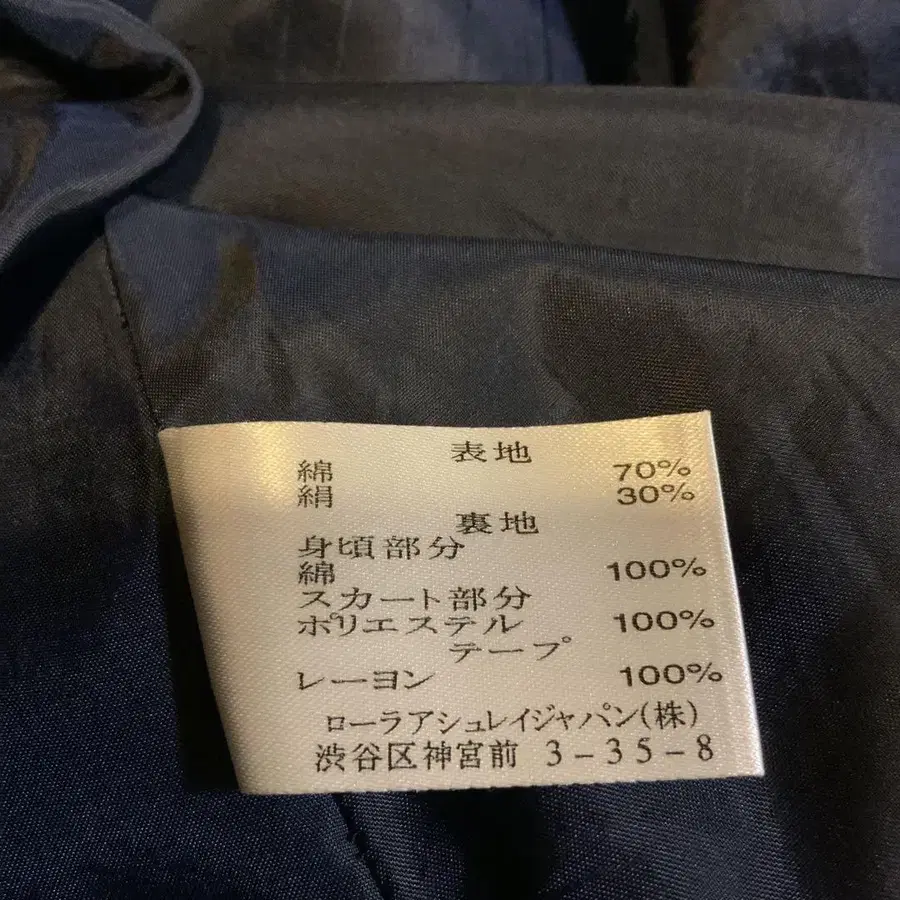 表地
綿 70%
絹 30%
裏地
身頃部分
綿 100%
スカート部分
ポリエステル 100%
テープ
レーヨン 100%
ローラアシュレイジャパン(株)
渋谷区神宮前 3-35-8